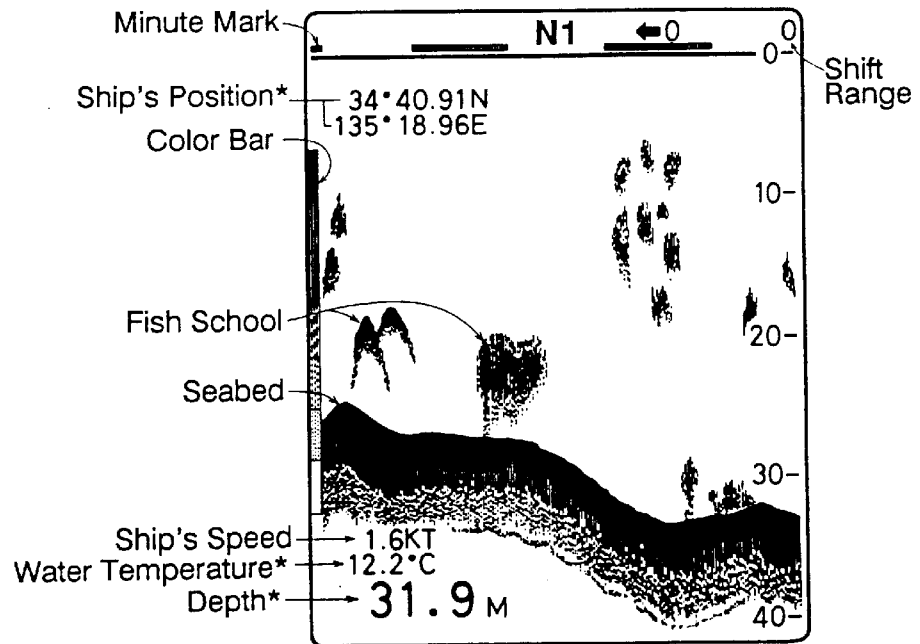 Minute Mark
N1
0
0
0
Shift
Range
Ship's Position*
34°40.91N
135°18.96E
Color Bar
10
Fish School
20
Seabed
30
Ship's Speed
1.6KT
Water Temperature*
12.2°C
Depth*
31.9 M
40